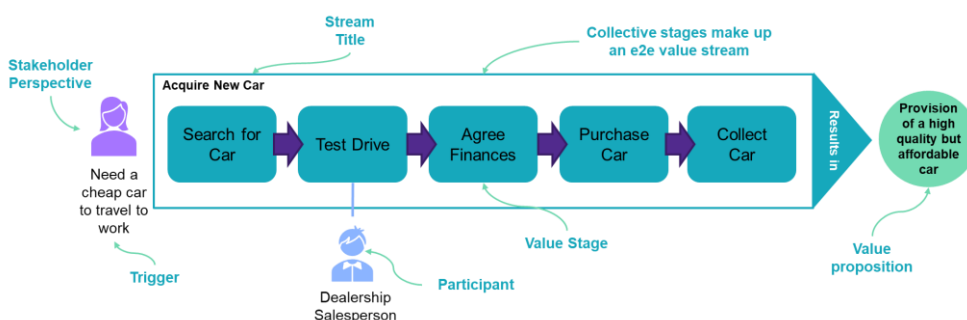 Stream
Title
Collective stages make up
an e2e value stream
Stakeholder
Perspective
Acquire New Car
Search for
Car
Test Drive
Agree
Finances
Purchase
Car
Collect
Car
Results in
Provision
of a high
quality but
affordable
car
Need a
cheap car
to travel to
work
Trigger
Value Stage
Participant
Dealership
Salesperson
Value
proposition